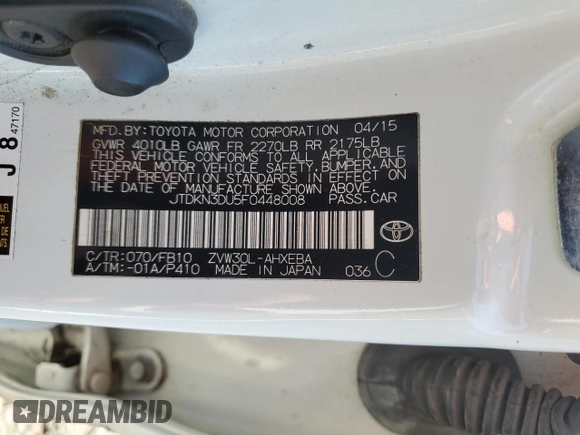 MFD.BY:TOYOTA MOTOR CORPORATION 04/15
GVWR 4010LB GAWR FR 2270LB RR 2175LB
THIS VEHICLE CONFORMS TO ALL APPLICABLE
FEDERAL MOTOR VEHICLE SAFETY, BUMPER, AND
THEFT PREVENTION STANDARDS IN EFFECT ON
THE DATE OF MANUFACTURE SHOWN ABOVE.
JTDKN3DU5F0448008 PASS.CAR
C/TR:070/FB10 ZVW30L-AHXEBA
A/TM:-01A/P410 MADE IN JAPAN 036 C
J 8 47170
DREAMBID